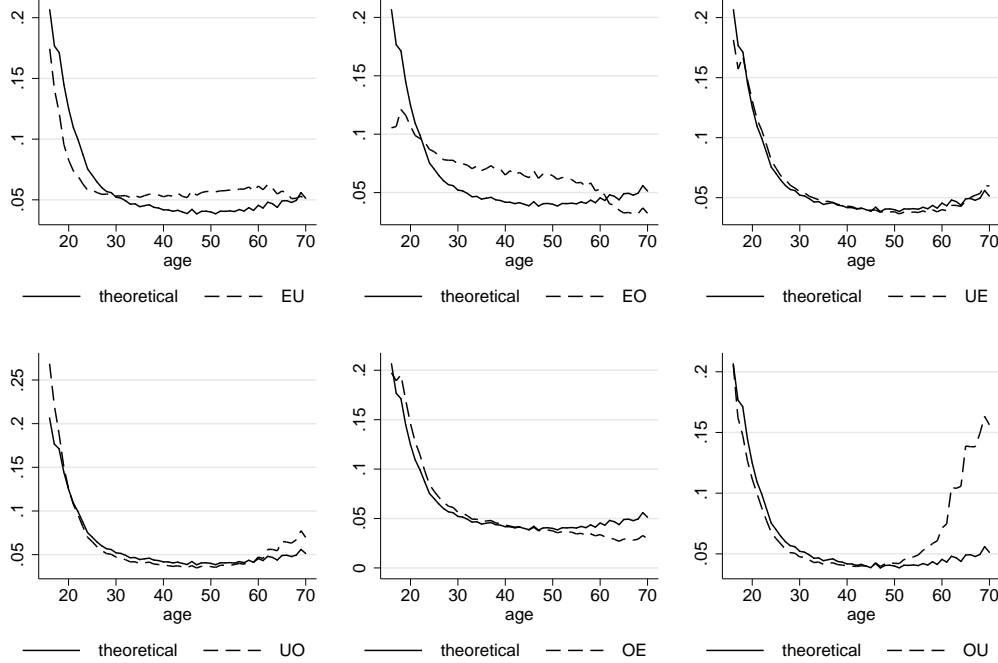 .2 .15 .1 .05
20 30 40 50 60 70
age
theoretical EU
.2 .15 .1 .05
20 30 40 50 60 70
age
theoretical EO
.2 .15 .1 .05
20 30 40 50 60 70
age
theoretical UE
.25 .2 .15 .1 .05
20 30 40 50 60 70
age
theoretical UO
.2 .15 .1 .05 0
20 30 40 50 60 70
age
theoretical OE
.2 .15 .1 .05
20 30 40 50 60 70
age
theoretical OU